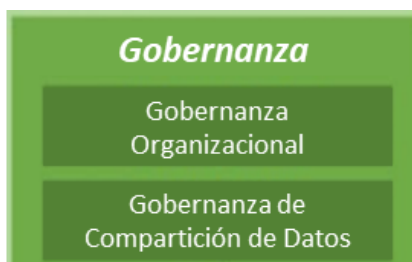 Gobernanza
Gobernanza
Organizacional
Gobernanza de
Compartición de Datos